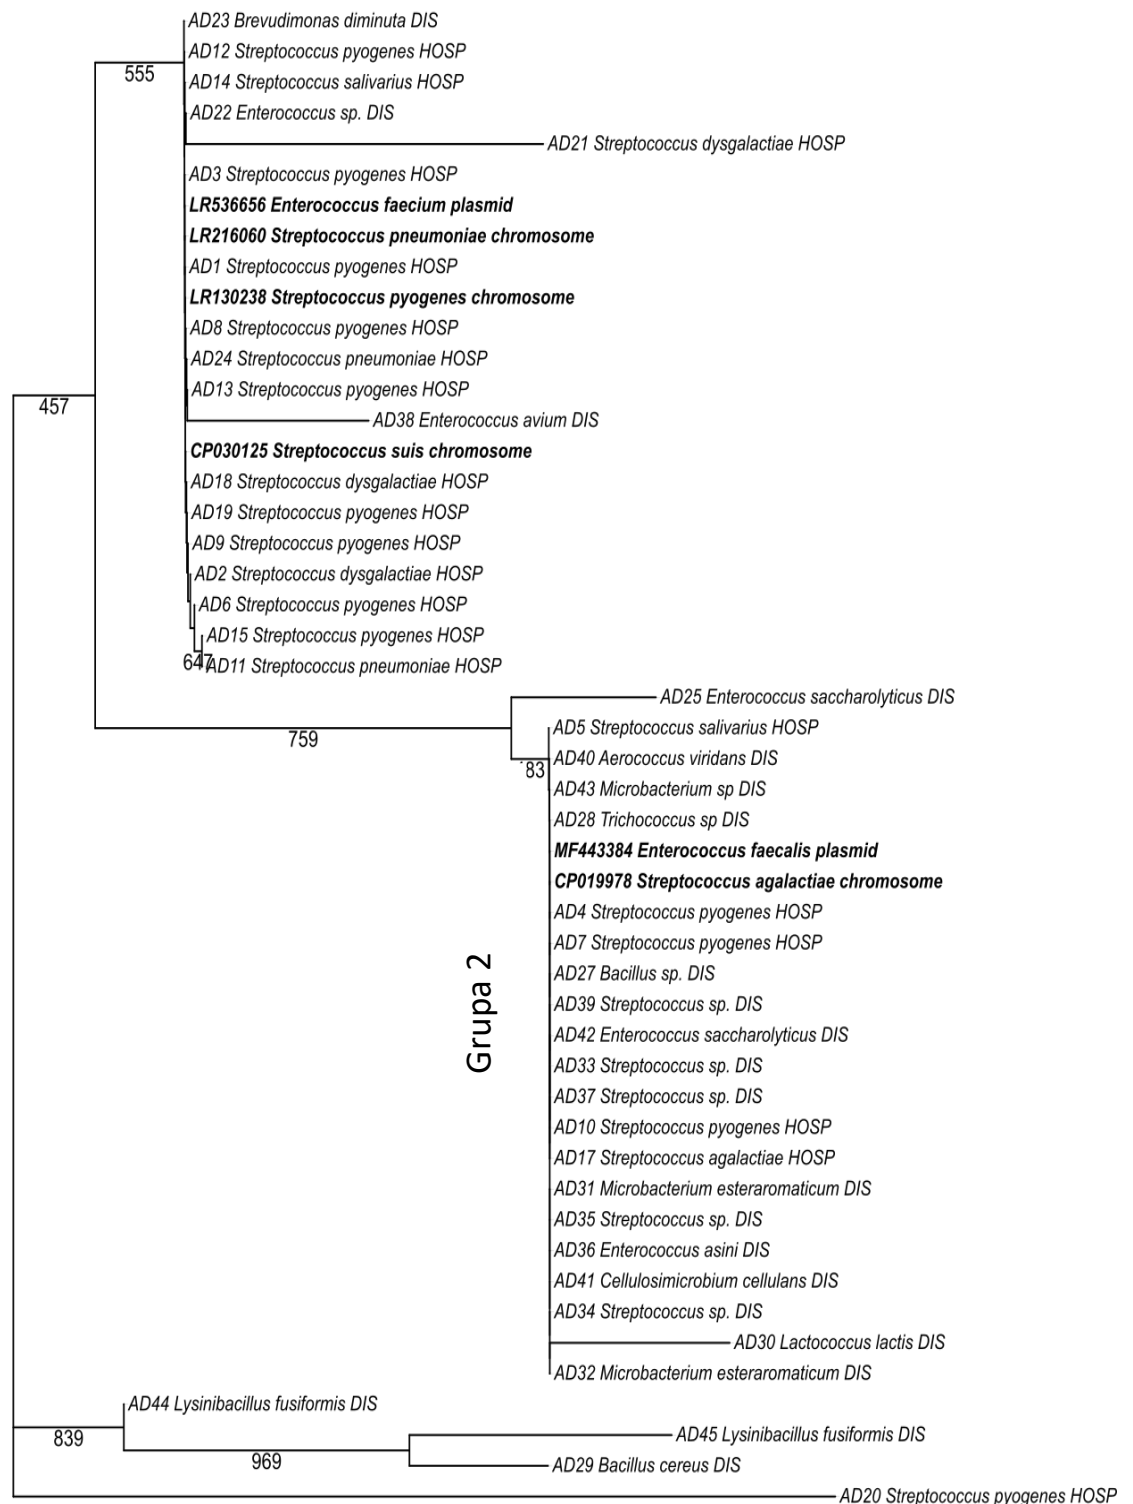 AD23 Brevudimonas diminuta DIS
AD12 Streptococcus pyogenes HOSP
555
AD14 Streptococcus salivarius HOSP
AD22 Enterococcus sp. DIS
AD21 Streptococcus dysgalactiae HOSP
AD3 Streptococcus pyogenes HOSP
LR536656 Enterococcus faecium plasmid
LR216060 Streptococcus pneumoniae chromosome
AD1 Streptococcus pyogenes HOSP
LR130238 Streptococcus pyogenes chromosome
AD8 Streptococcus pyogenes HOSP
AD24 Streptococcus pneumoniae HOSP
AD13 Streptococcus pyogenes HOSP
457
AD38 Enterococcus avium DIS
CP030125 Streptococcus suis chromosome
AD18 Streptococcus dysgalactiae HOSP
AD19 Streptococcus pyogenes HOSP
AD9 Streptococcus pyogenes HOSP
AD2 Streptococcus dysgalactiae HOSP
AD6 Streptococcus pyogenes HOSP
AD15 Streptococcus pyogenes HOSP
647
AD11 Streptococcus pneumoniae HOSP
AD25 Enterococcus saccharolyticus DIS
AD5 Streptococcus salivarius HOSP
759
AD40 Aerococcus viridans DIS
83
AD43 Microbacterium sp DIS
AD28 Trichococcus sp DIS
MF443384 Enterococcus faecalis plasmid
CP019978 Streptococcus agalactiae chromosome
AD4 Streptococcus pyogenes HOSP
AD7 Streptococcus pyogenes HOSP
AD27 Bacillus sp. DIS
AD39 Streptococcus sp. DIS
Grupa 2
AD42 Enterococcus saccharolyticus DIS
AD33 Streptococcus sp. DIS
AD37 Streptococcus sp. DIS
AD10 Streptococcus pyogenes HOSP
AD17 Streptococcus agalactiae HOSP
AD31 Microbacterium esteraromaticum DIS
AD35 Streptococcus sp. DIS
AD36 Enterococcus asini DIS
AD41 Cellulosimicrobium cellulans DIS
AD34 Streptococcus sp. DIS
AD30 Lactococcus lactis DIS
AD32 Microbacterium esteraromaticum DIS
AD44 Lysinibacillus fusiformis DIS
839
AD45 Lysinibacillus fusiformis DIS
969
AD29 Bacillus cereus DIS
AD20 Streptococcus pyogenes HOSP